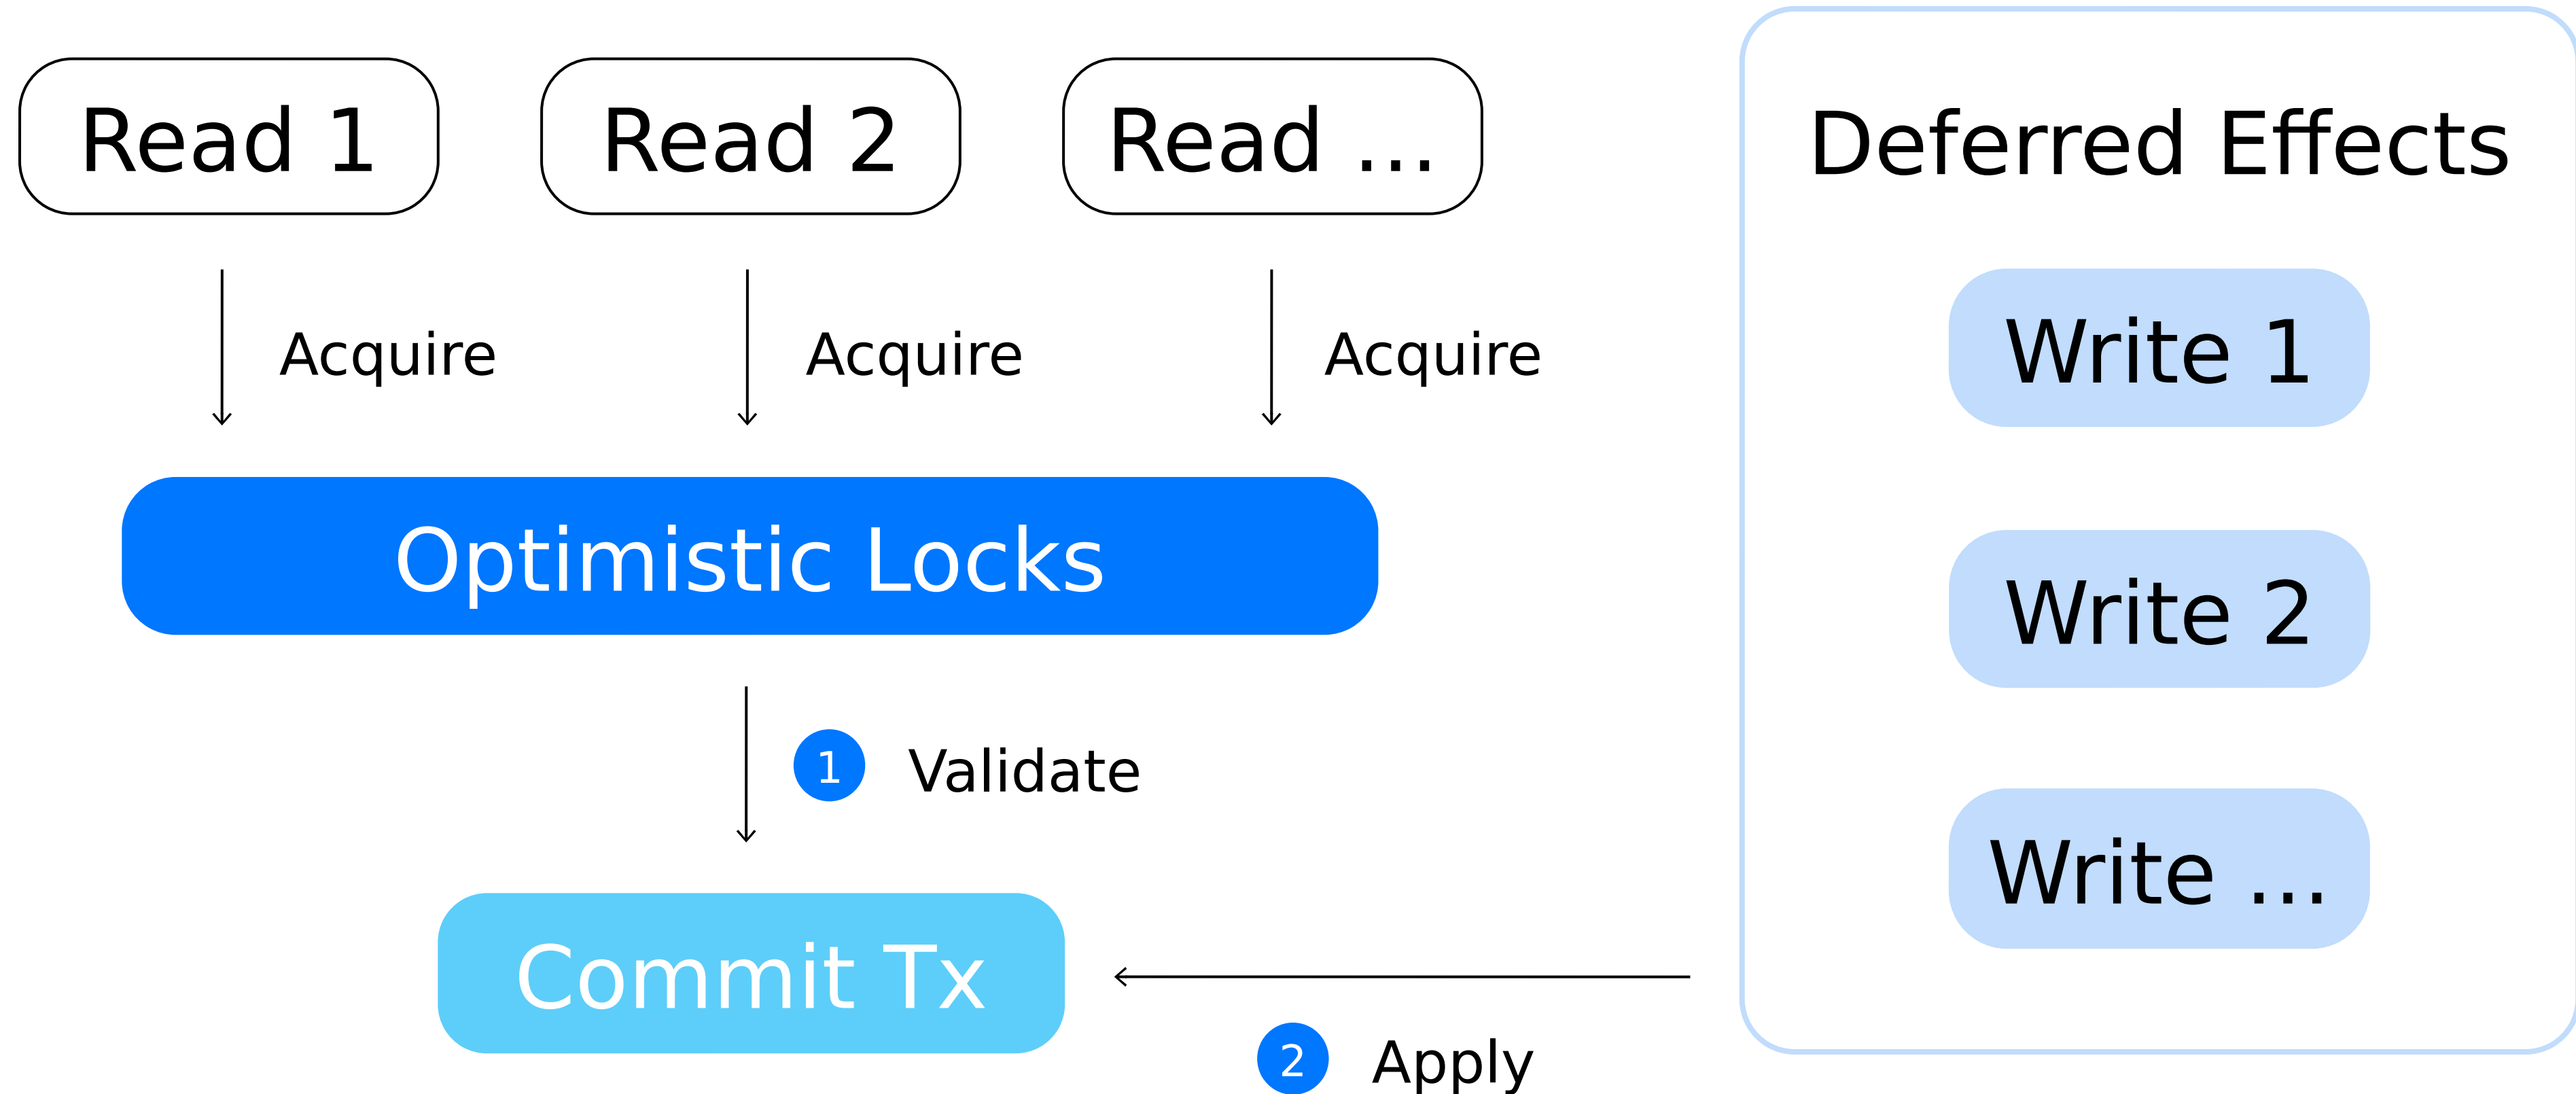 Read 1
Read 2
Read ...
Acquire
Acquire
Acquire
Optimistic Locks
1
Validate
Commit Tx
2
Apply
Deferred Effects
Write 1
Write 2
Write ...